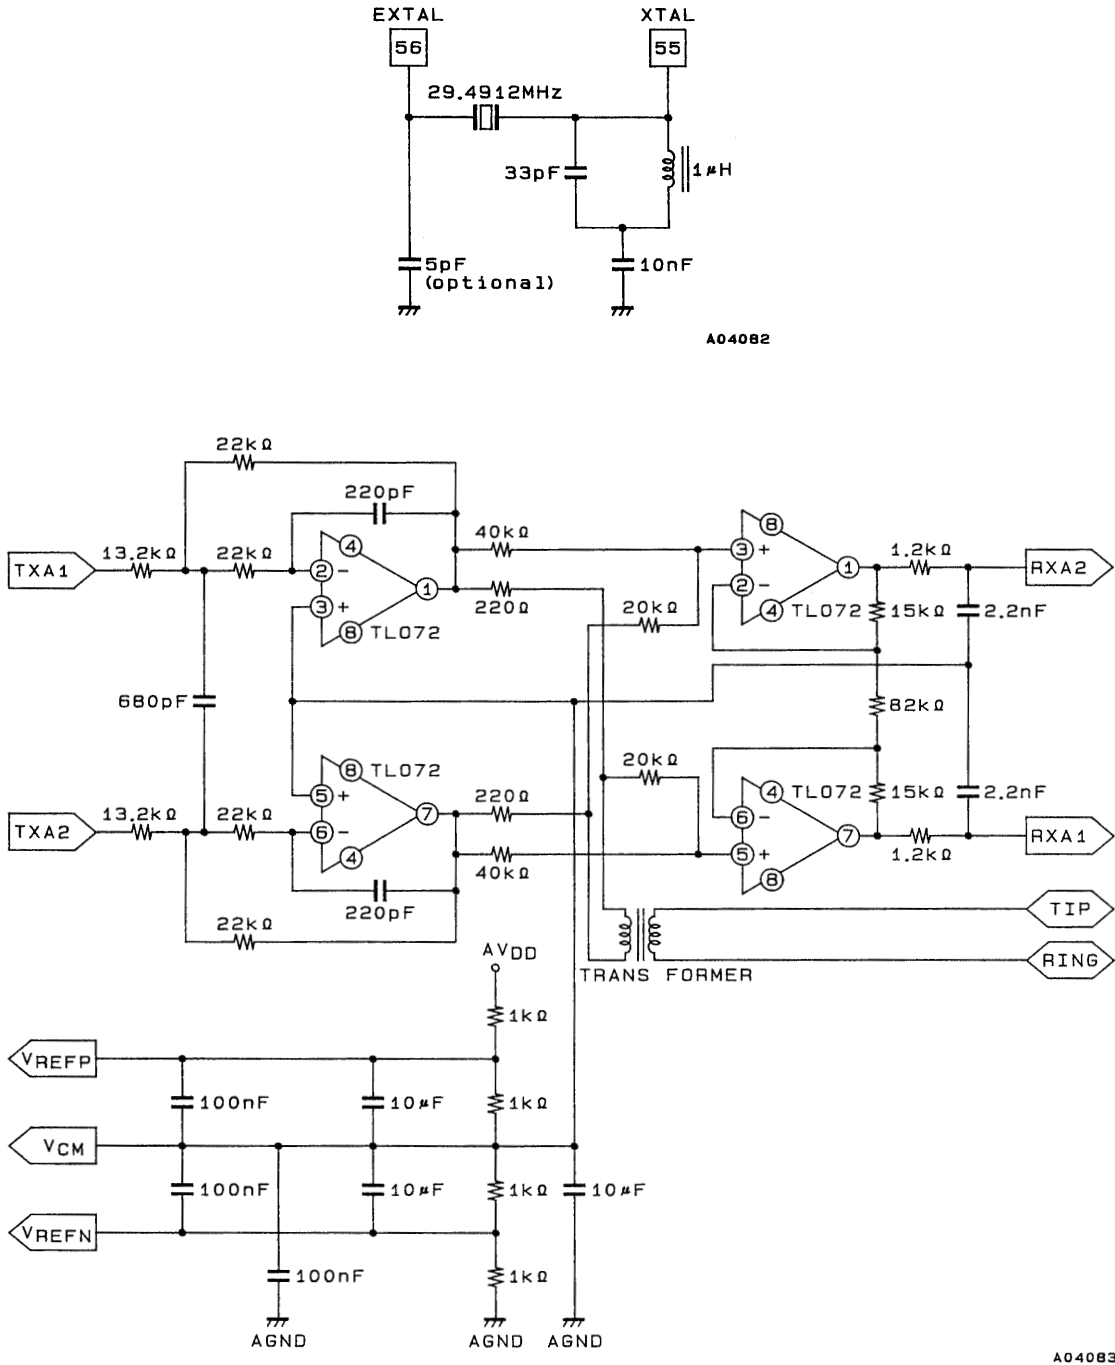 EXTAL XTAL
56 55
29.4912MHz
33pF 1μH
5pF 10nF
(optional)
A04082
22kΩ
220pF
40kΩ 8 1.2kΩ
TXA1 13.2kΩ 22kΩ 4 3 +
2 - 1 1 RXA2
3 + 220Ω 2 -
8 TL072 20kΩ 4 TL072 15kΩ 2.2nF
680pF 82kΩ
8 TL072 20kΩ
TXA2 13.2kΩ 22kΩ 5 + 7 220Ω 4 TL072 15kΩ 2.2nF
6 - 6 - 7 RXA1
4 40kΩ 5 + 1.2kΩ
220pF 8
22kΩ TIP
AVDD TRANS FORMER RING
1kΩ
VREFP
100nF 10μF 1kΩ
VCM
100nF 10μF 1kΩ 10μF
VREFN
100nF 1kΩ
AGND AGND AGND
A04083